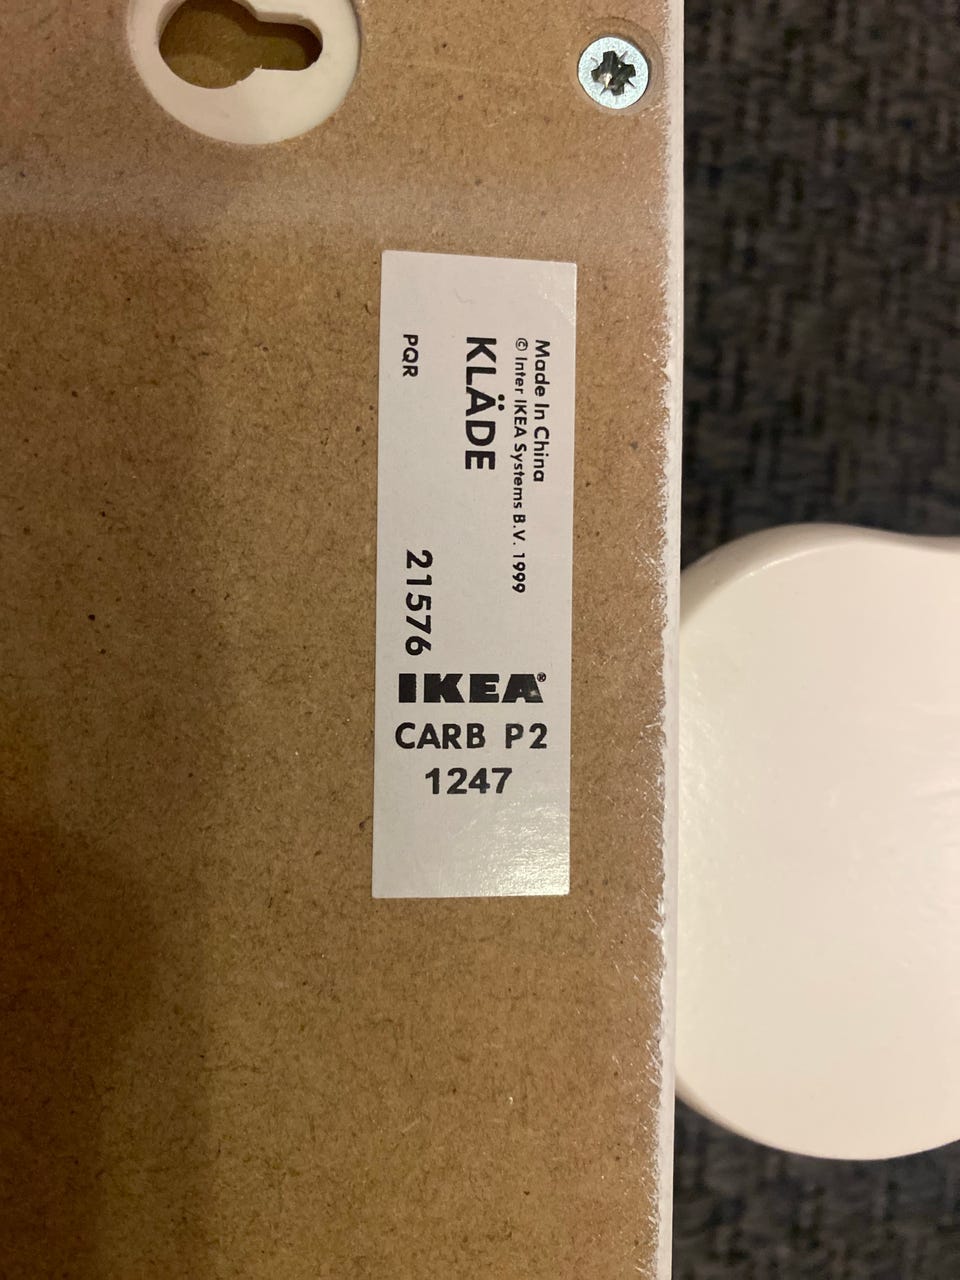 Made In China
© Inter IKEA Systems B.V. 1999
KLÄDE
PQR
21576
IKEA®
CARB P2
1247